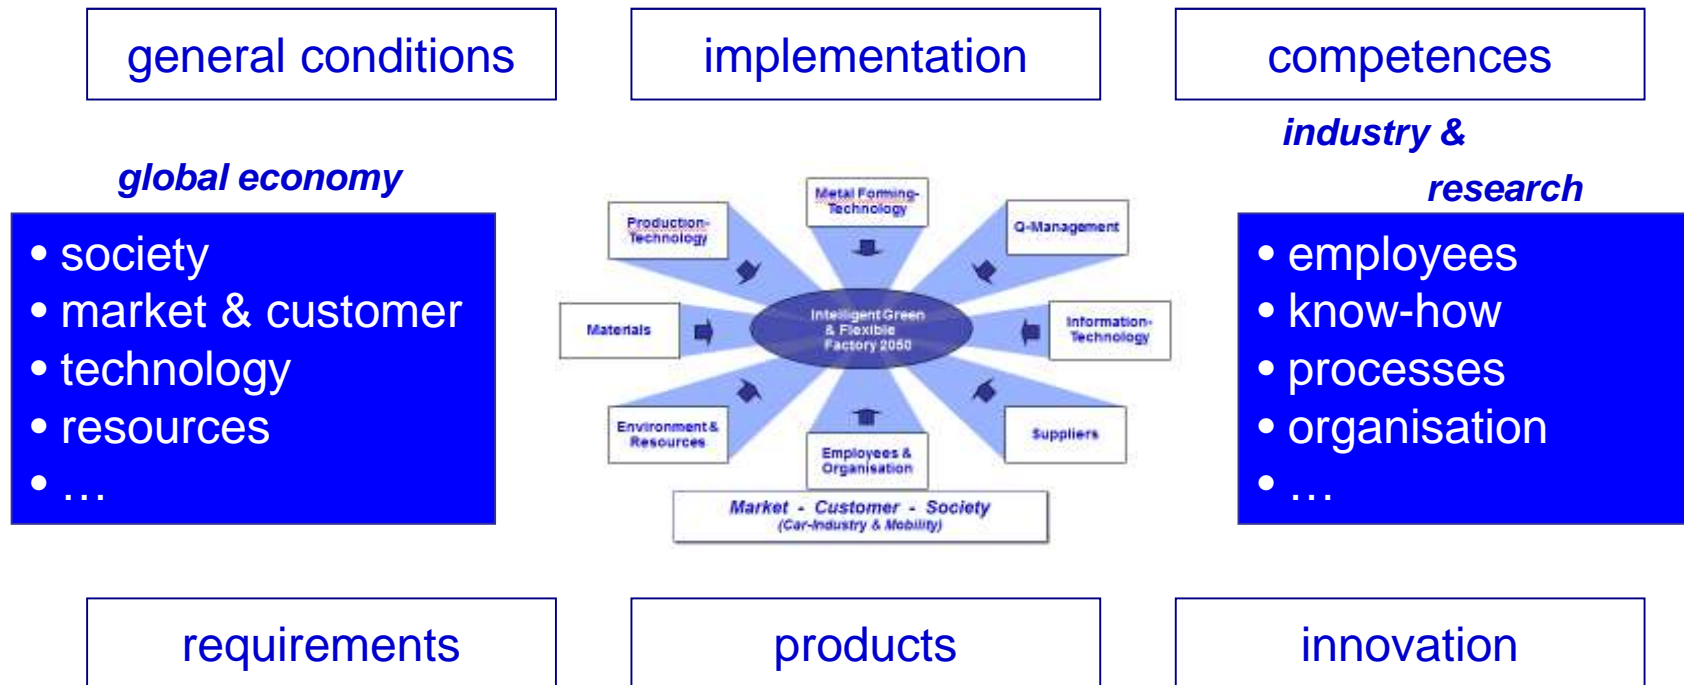 general conditions
implementation
competences
global economy
• society
• market & customer
• technology
• resources
• …
Metal Forming-
Technology
Production-
Technology
Q-Management
Materials
Intelligent Green
& Flexible
Factory 2050
Information-
Technology
Environment &
Resources
Employees &
Organisation
Suppliers
Market - Customer - Society
(Car-Industry & Mobility)
industry &
research
• employees
• know-how
• processes
• organisation
• …
requirements
products
innovation